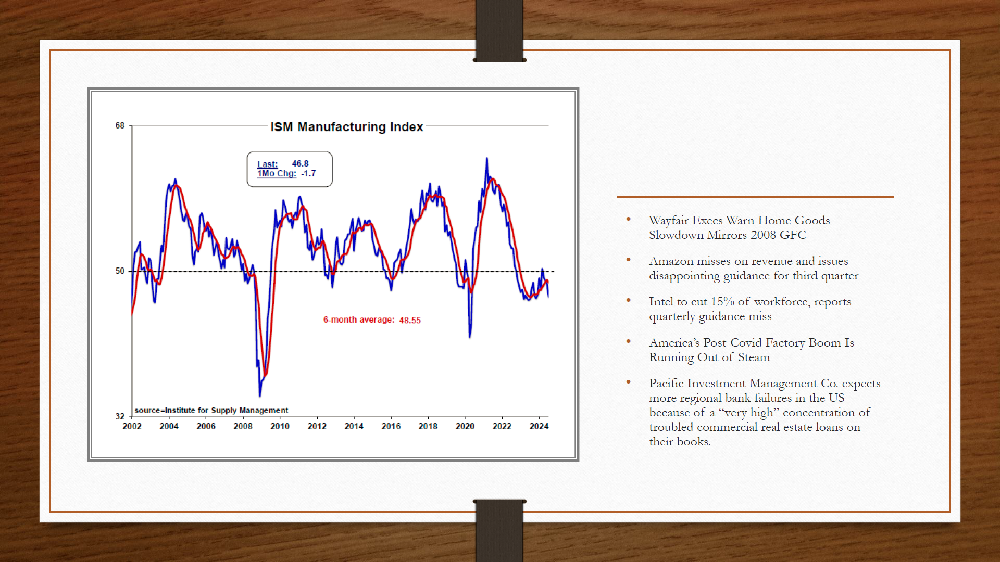 ISM Manufacturing Index
68
50
32
Last: 46.8
1Mo Chg: -1.7
6-month average: 48.55
source=Institute for Supply Management
2002 2004 2006 2008 2010 2012 2014 2016 2018 2020 2022 2024
• Wayfair Execs Warn Home Goods
Slowdown Mirrors 2008 GFC
• Amazon misses on revenue and issues
disappointing guidance for third quarter
• Intel to cut 15% of workforce, reports
quarterly guidance miss
• America’s Post-Covid Factory Boom Is
Running Out of Steam
• Pacific Investment Management Co. expects
more regional bank failures in the US
because of a “very high” concentration of
troubled commercial real estate loans on
their books.